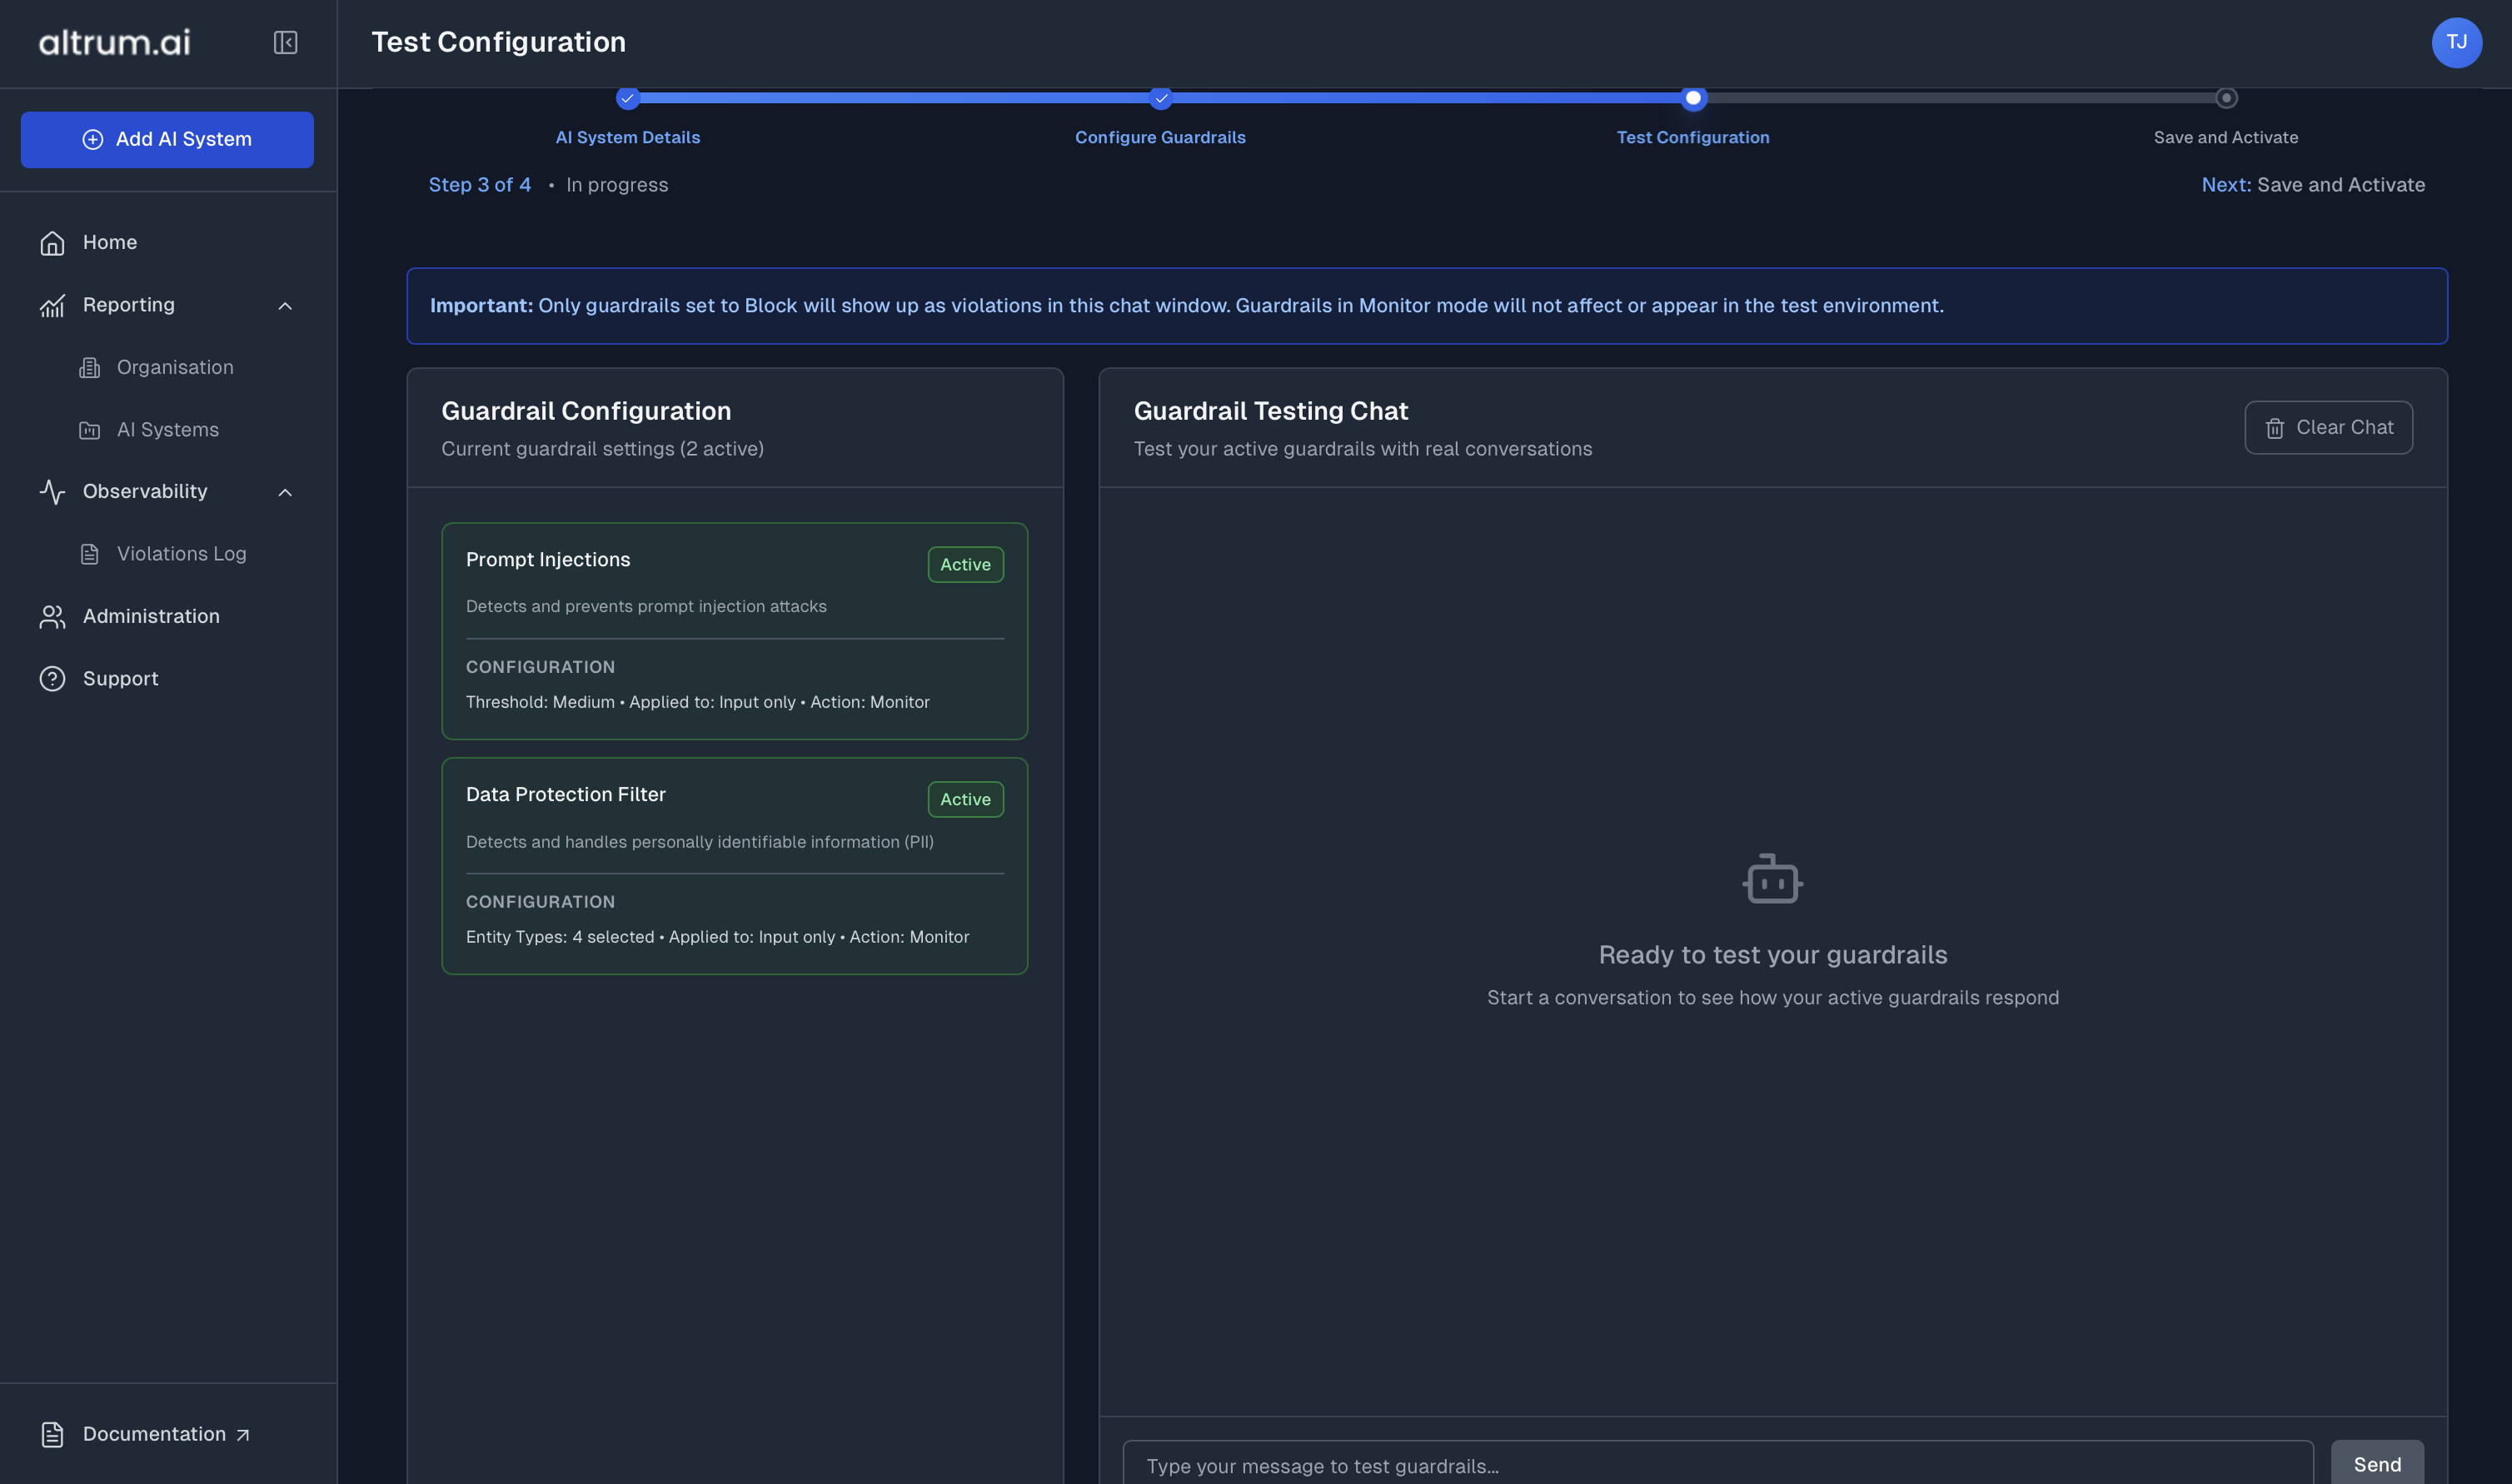 altrum.ai
Test Configuration
TJ
Add AI System
Home
Reporting
Organisation
AI Systems
Observability
Violations Log
Administration
Support
Documentation
AI System Details
Configure Guardrails
Test Configuration
Save and Activate
Step 3 of 4 • In progress
Next: Save and Activate
Important: Only guardrails set to Block will show up as violations in this chat window. Guardrails in Monitor mode will not affect or appear in the test environment.
Guardrail Configuration
Current guardrail settings (2 active)
Prompt Injections
Active
Detects and prevents prompt injection attacks
CONFIGURATION
Threshold: Medium • Applied to: Input only • Action: Monitor
Data Protection Filter
Active
Detects and handles personally identifiable information (PII)
CONFIGURATION
Entity Types: 4 selected • Applied to: Input only • Action: Monitor
Guardrail Testing Chat
Test your active guardrails with real conversations
Clear Chat
Ready to test your guardrails
Start a conversation to see how your active guardrails respond
Type your message to test guardrails...
Send